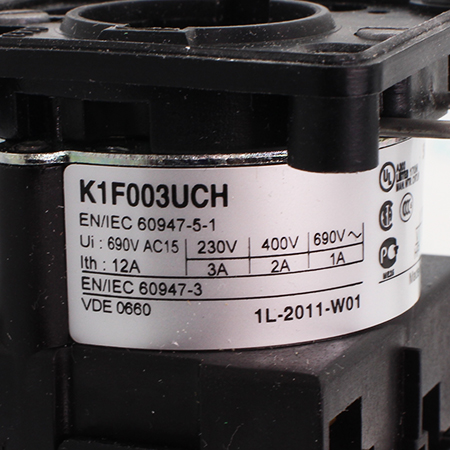 K1F003UCH
EN/IEC 60947-5-1
Ui : 690V AC15 230V 400V 690V~
Ith : 12A 3A 2A 1A
EN/IEC 60947-3
VDE 0660 1L-2011-W01